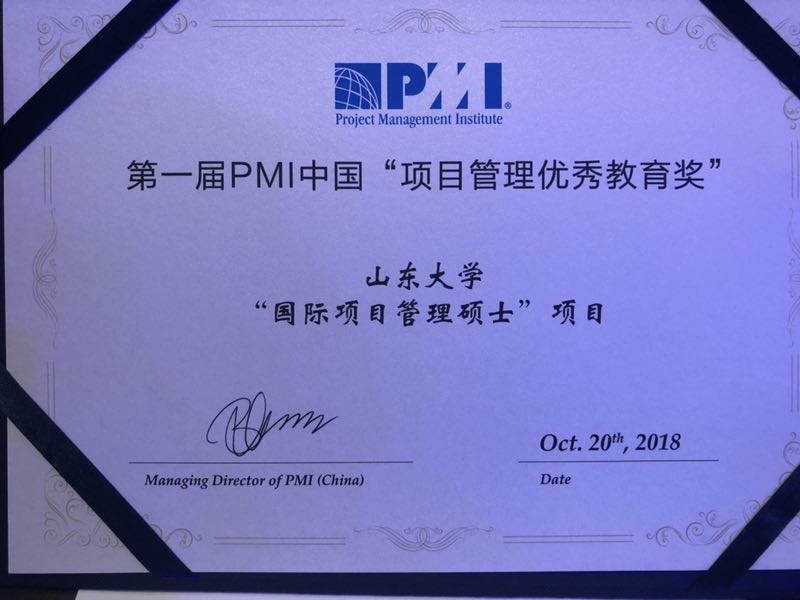 PMI®
Project Management Institute
第一届PMI中国“项目管理优秀教育奖”
山东大学
“国际项目管理硕士”项目
Oct. 20th, 2018
Managing Director of PMI (China)
Date